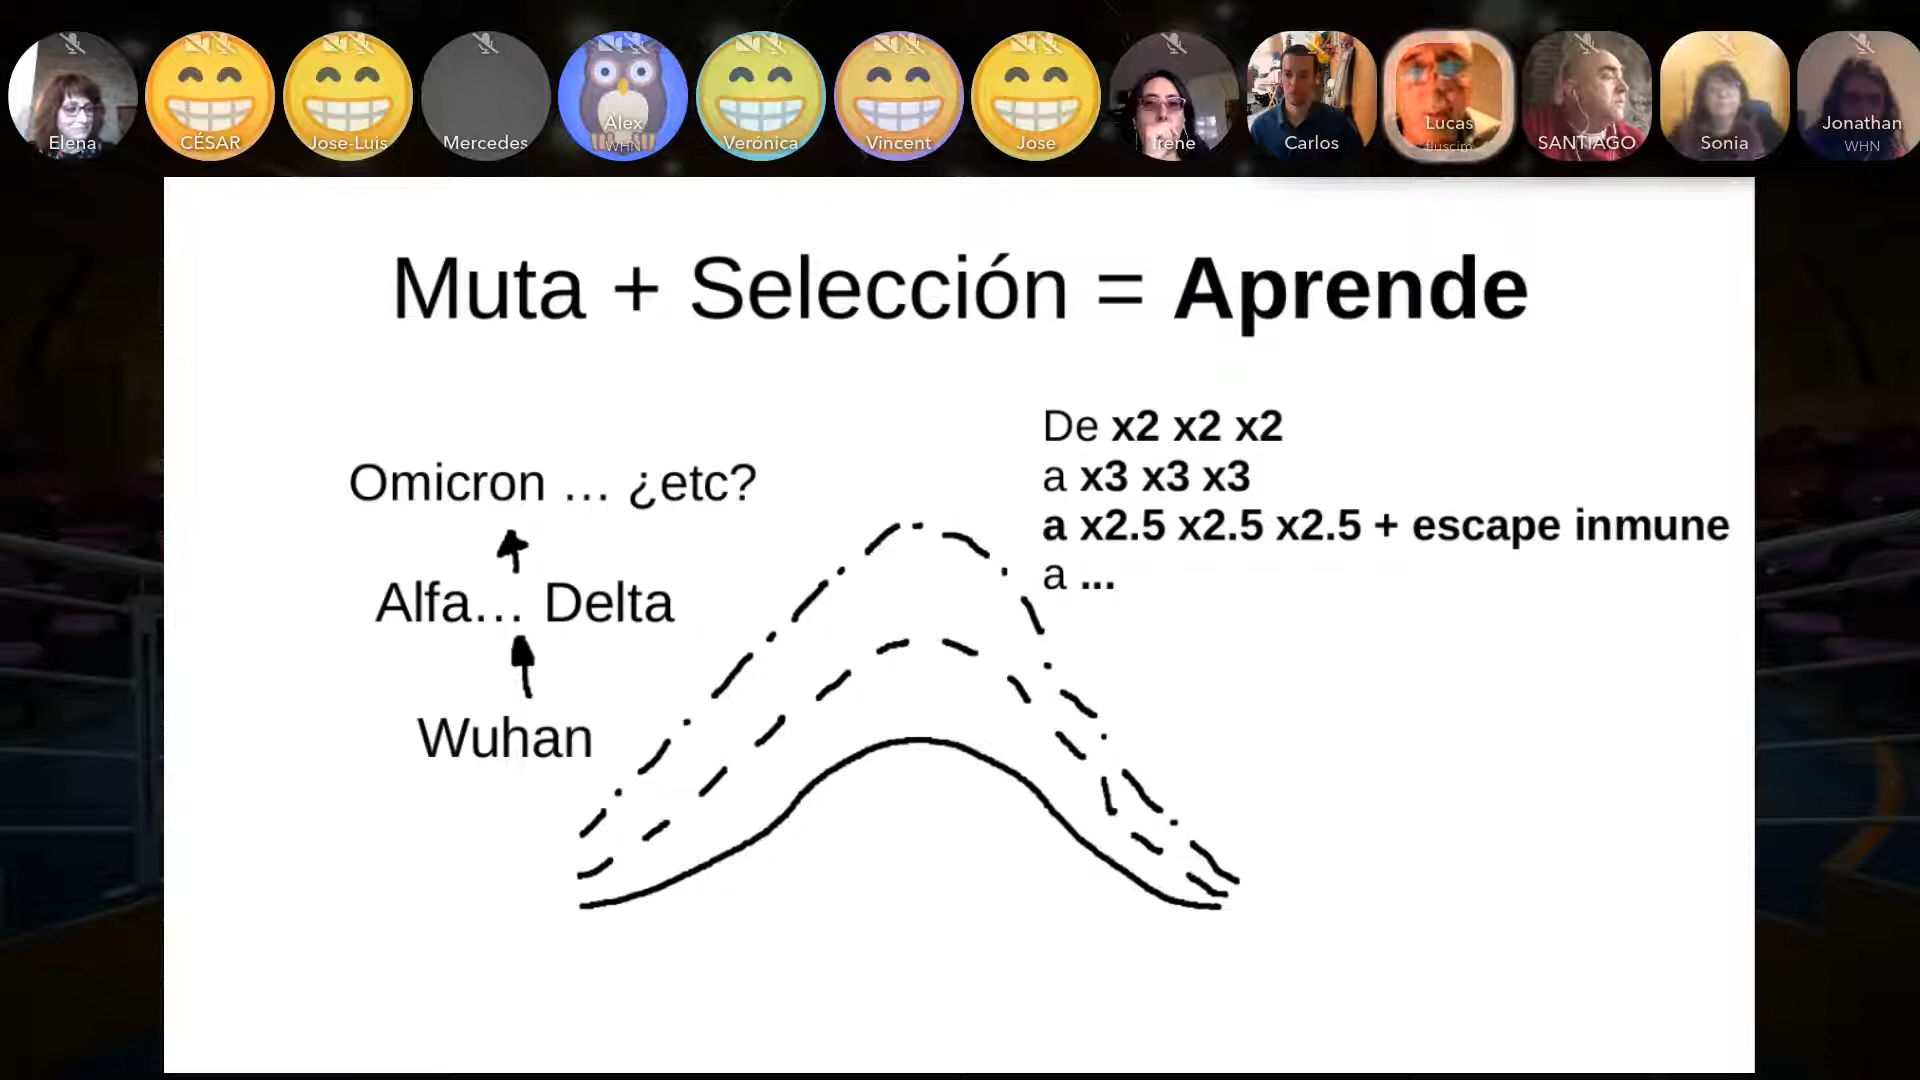 Elena
CÉSAR
Jose-Luis
Mercedes
Alex
WHN
Verónica
Vincent
Jose
Irene
Carlos
Lucas
SANTIAGO
Sonia
Jonathan
WHN
Muta + Selección = Aprende
De x2 x2 x2
a x3 x3 x3
a x2.5 x2.5 x2.5 + escape inmune
a ...
Omicron ... ¿etc?
Alfa... Delta
Wuhan